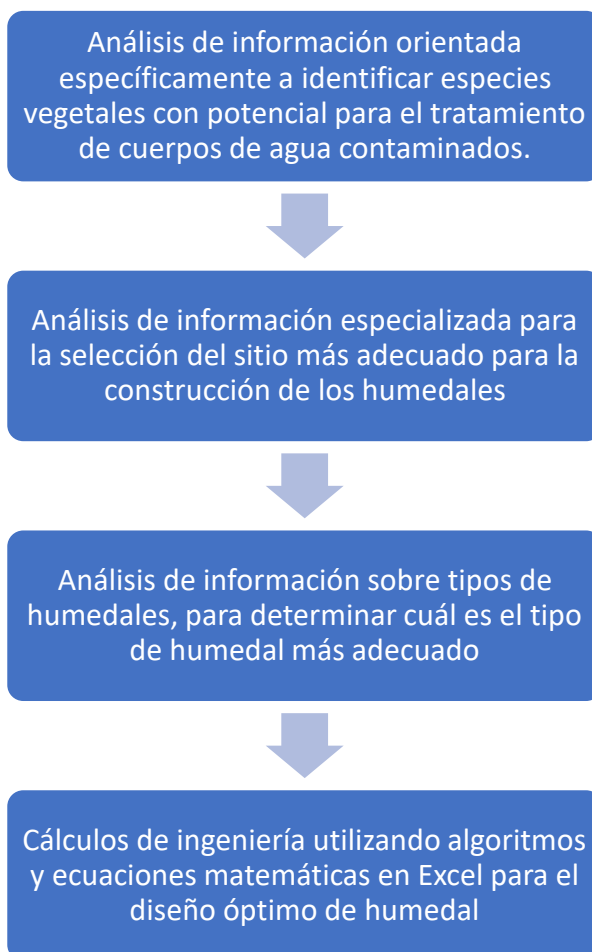 Análisis de información orientada
específicamente a identificar especies
vegetales con potencial para el tratamiento
de cuerpos de agua contaminados.
Análisis de información especializada para
la selección del sitio más adecuado para la
construcción de los humedales
Análisis de información sobre tipos de
humedales, para determinar cuál es el tipo
de humedal más adecuado
Cálculos de ingeniería utilizando algoritmos
y ecuaciones matemáticas en Excel para el
diseño óptimo de humedal